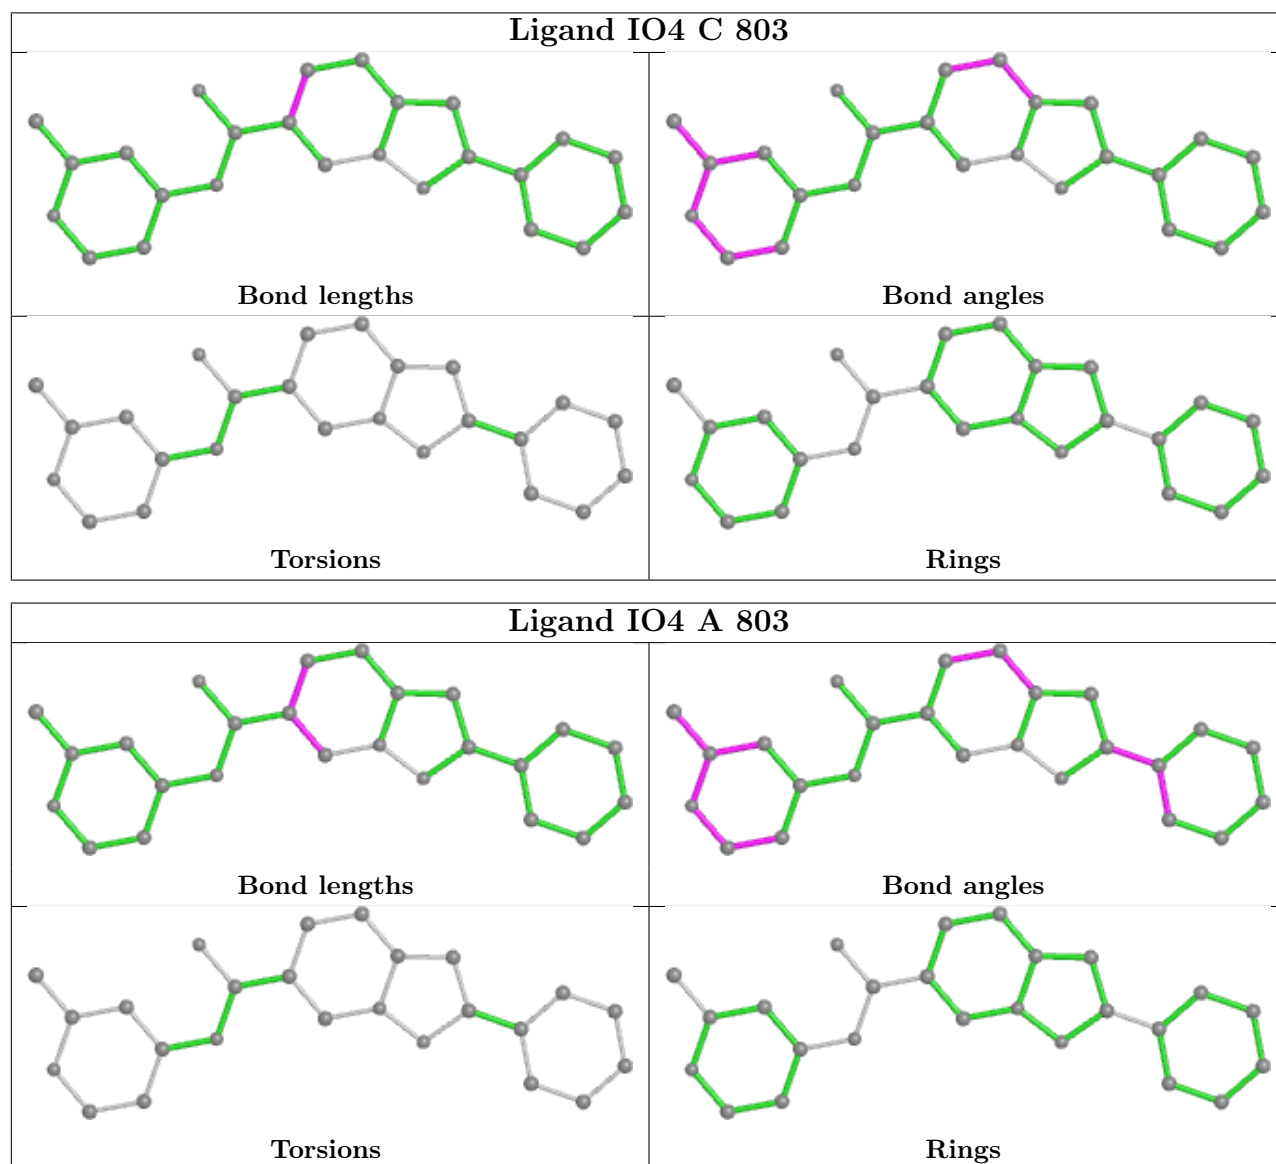 Ligand IO4 C 803
Bond lengths
Bond angles
Torsions
Rings
Ligand IO4 A 803
Bond lengths
Bond angles
Torsions
Rings